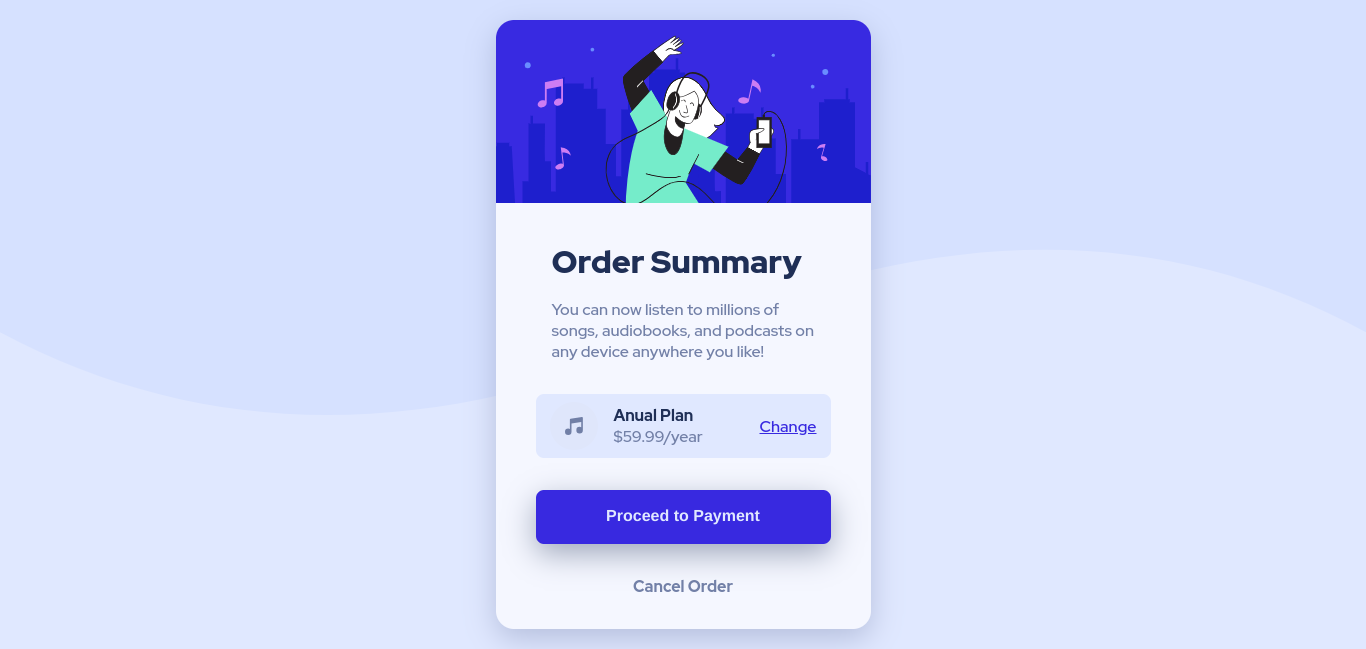 Order Summary
You can now listen to millions of
songs, audiobooks, and podcasts on
any device anywhere you like!
Anual Plan
$59.99/year
Change
Proceed to Payment
Cancel Order